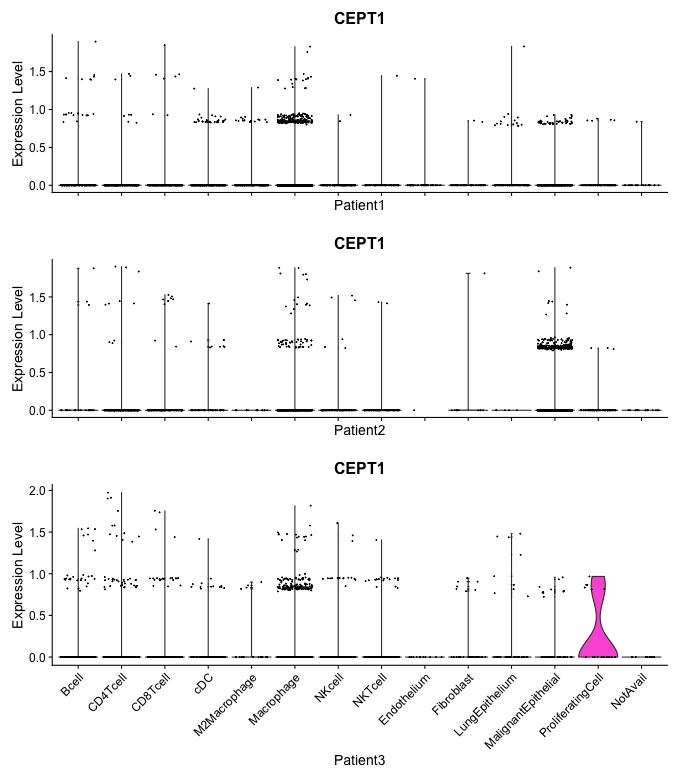 CEPT1
Expression Level
1.5
1.0
0.5
0.0
Patient1
CEPT1
Expression Level
1.5
1.0
0.5
0.0
Patient2
CEPT1
Expression Level
2.0
1.5
1.0
0.5
0.0
Bcell
CD4Tcell
CD8Tcell
cDC
M2Macrophage
Macrophage
NKcell
NKTcell
Endothelium
Fibroblast
LungEpithelium
MalignantEpithelial
ProliferatingCell
NotAvail
Patient3